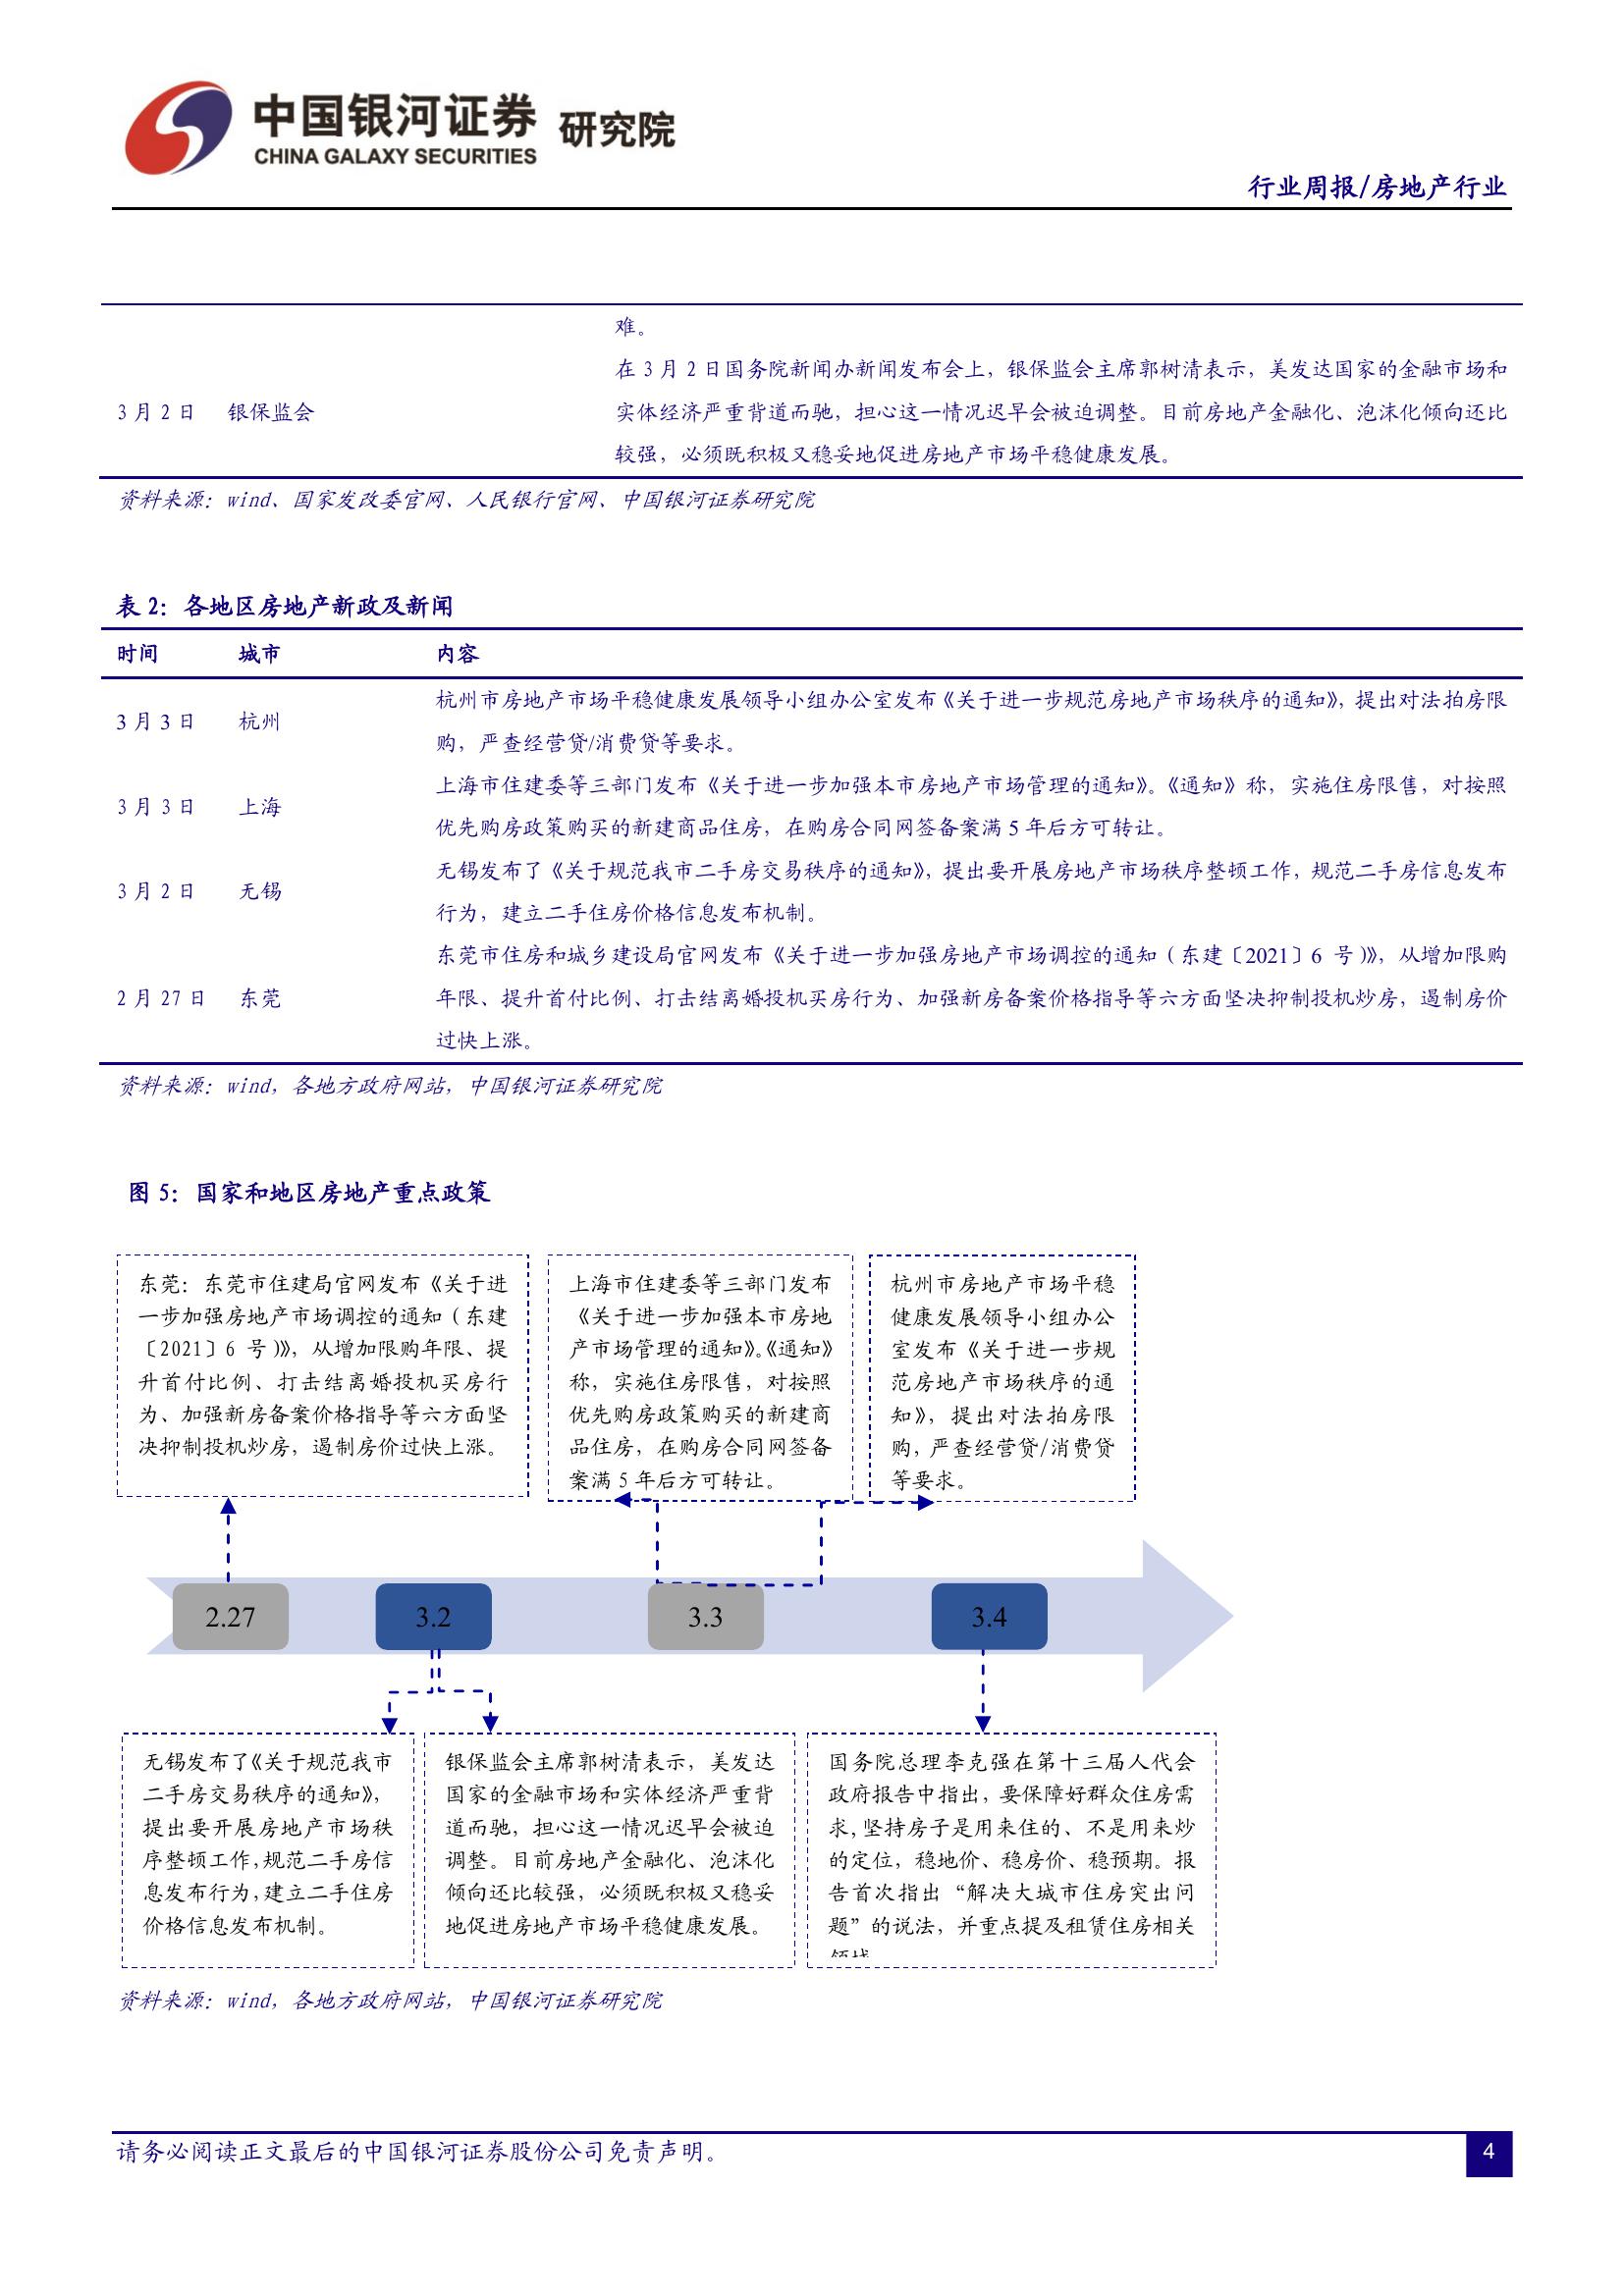 中国银河证券 研究院
CHINA GALAXY SECURITIES
行业周报/房地产行业
难。
3月2日 银保监会
在3月2日国务院新闻办新闻发布会上，银保监会主席郭树清表示，美发达国家的金融市场和
实体经济严重背道而驰，担心这一情况迟早会被迫调整。目前房地产金融化、泡沫化倾向还比
较强，必须既积极又稳妥地促进房地产市场平稳健康发展。
资料来源：wind、国家发改委官网、人民银行官网、中国银河证券研究院
表 2：各地区房地产新政及新闻
时间 城市 内容
3月3日 杭州
杭州市房地产市场平稳健康发展领导小组办公室发布《关于进一步规范房地产市场秩序的通知》，提出对法拍房限
购，严查经营贷/消费贷等要求。
3月3日 上海
上海市住建委等三部门发布《关于进一步加强本市房地产市场管理的通知》。《通知》称，实施住房限售，对按照
优先购房政策购买的新建商品住房，在购房合同网签备案满5年后方可转让。
3月2日 无锡
无锡发布了《关于规范我市二手房交易秩序的通知》，提出要开展房地产市场秩序整顿工作，规范二手房信息发布
行为，建立二手住房价格信息发布机制。
2月27日 东莞
东莞市住房和城乡建设局官网发布《关于进一步加强房地产市场调控的通知（东建〔2021〕6 号）》，从增加限购
年限、提升首付比例、打击结离婚投机买房行为、加强新房备案价格指导等六方面坚决抑制投机炒房，遏制房价
过快上涨。
资料来源：wind，各地方政府网站，中国银河证券研究院
图 5：国家和地区房地产重点政策
东莞：东莞市住建局官网发布《关于进
一步加强房地产市场调控的通知（东建
〔2021〕6 号）》，从增加限购年限、提
升首付比例、打击结离婚投机买房行
为、加强新房备案价格指导等六方面坚
决抑制投机炒房，遏制房价过快上涨。
上海市住建委等三部门发布
《关于进一步加强本市房地
产市场管理的通知》。《通知》
称，实施住房限售，对按照
优先购房政策购买的新建商
品住房，在购房合同网签备
案满 5 年后方可转让。
杭州市房地产市场平稳
健康发展领导小组办公
室发布《关于进一步规
范房地产市场秩序的通
知》，提出对法拍房限
购，严查经营贷/消费贷
等要求。
2.27 3.2 3.3 3.4
无锡发布了《关于规范我市
二手房交易秩序的通知》，
提出要开展房地产市场秩
序整顿工作，规范二手房信
息发布行为，建立二手住房
价格信息发布机制。
银保监会主席郭树清表示，美发达
国家的金融市场和实体经济严重背
道而驰，担心这一情况迟早会被迫
调整。目前房地产金融化、泡沫化
倾向还比较强，必须既积极又稳妥
地促进房地产市场平稳健康发展。
国务院总理李克强在第十三届人代会
政府报告中指出，要保障好群众住房需
求，坚持房子是用来住的、不是用来炒
的定位，稳地价、稳房价、稳预期。报
告首次指出“解决大城市住房突出问
题”的说法，并重点提及租赁住房相关
资料来源：wind，各地方政府网站，中国银河证券研究院
请务必阅读正文最后的中国银河证券股份公司免责声明。
4